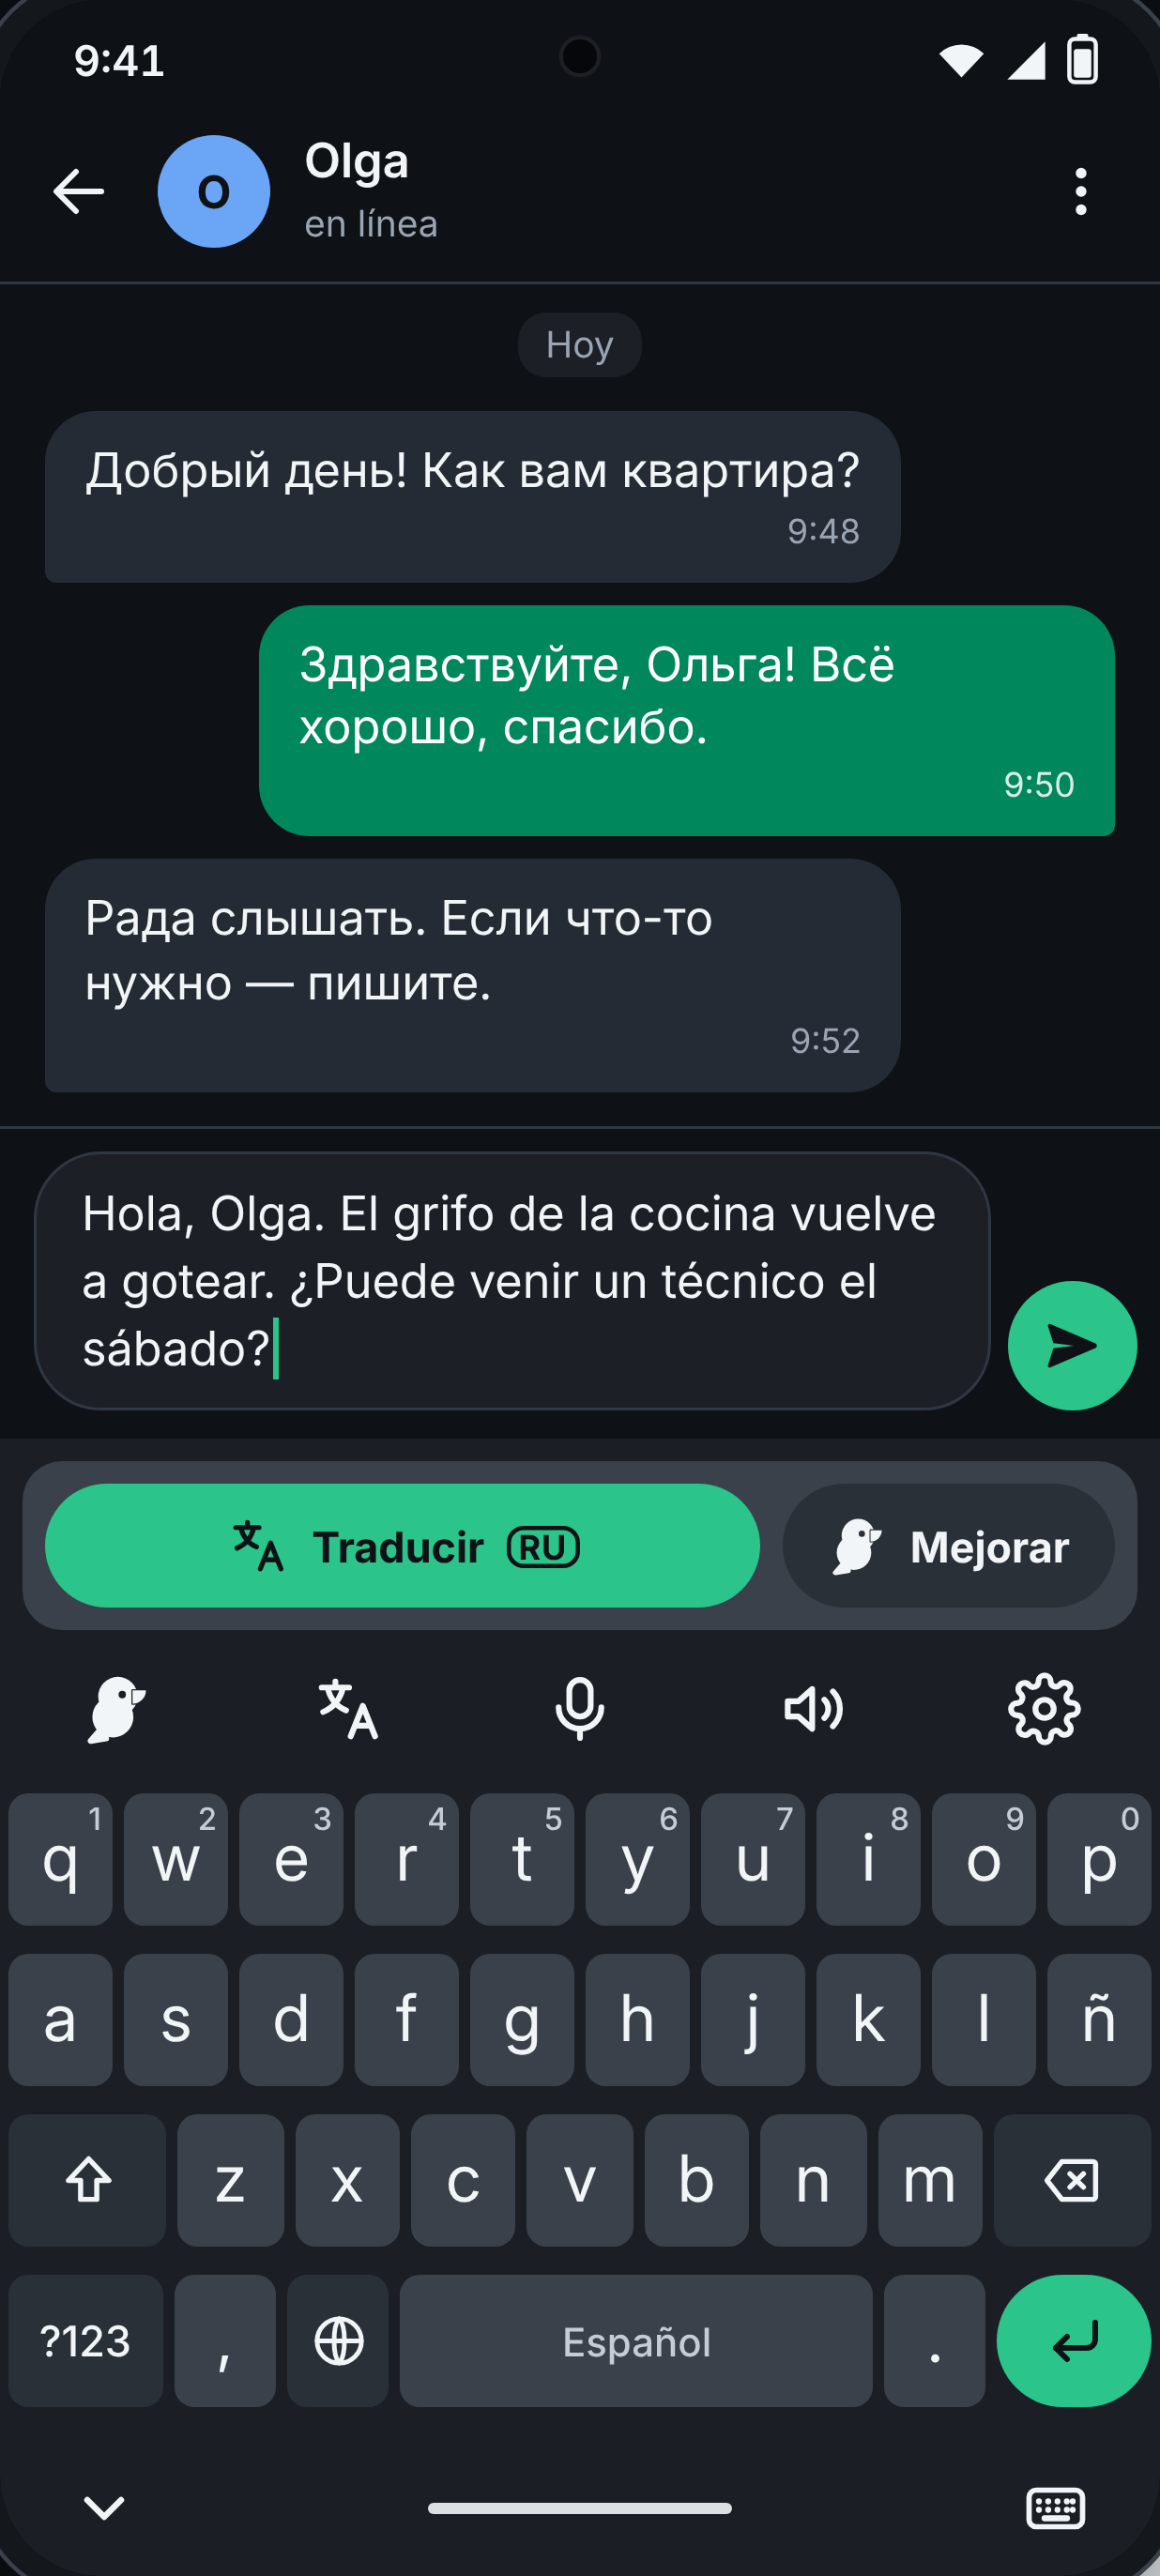 9:41
O
Olga
en línea
Hoy
Добрый день! Как вам квартира?
9:48
Здравствуйте, Ольга! Всё
хорошо, спасибо.
9:50
Рада слышать. Если что-то
нужно — пишите.
9:52
Hola, Olga. El grifo de la cocina vuelve
a gotear. ¿Puede venir un técnico el
sábado?
Traducir RU Mejorar
1 2 3 4 5 6 7 8 9 0
q w e r t y u i o p
a s d f g h j k l ñ
z x c v b n m
?123 , Español .